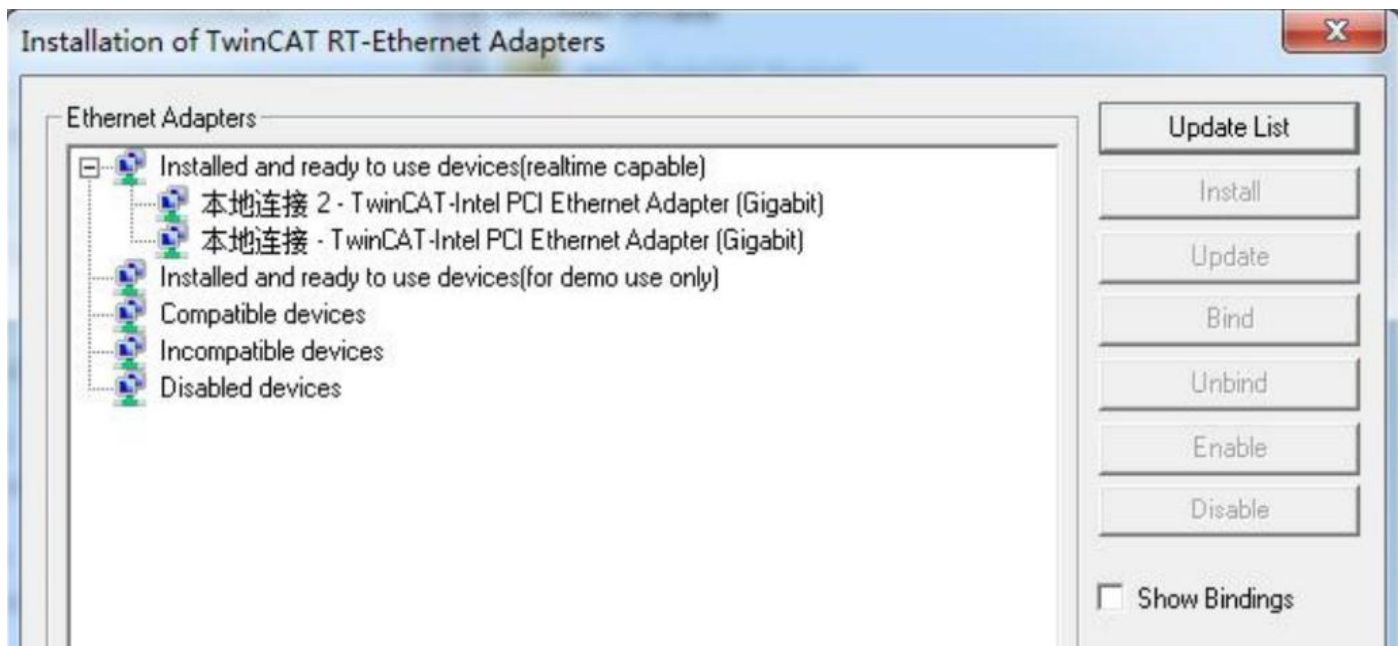 Installation of TwinCAT RT-Ethernet Adapters
Ethernet Adapters
Installed and ready to use devices(realtime capable)
本地连接 2 - TwinCAT-Intel PCI Ethernet Adapter (Gigabit)
本地连接 - TwinCAT-Intel PCI Ethernet Adapter (Gigabit)
Installed and ready to use devices(for demo use only)
Compatible devices
Incompatible devices
Disabled devices
Update List
Install
Update
Bind
Unbind
Enable
Disable
Show Bindings